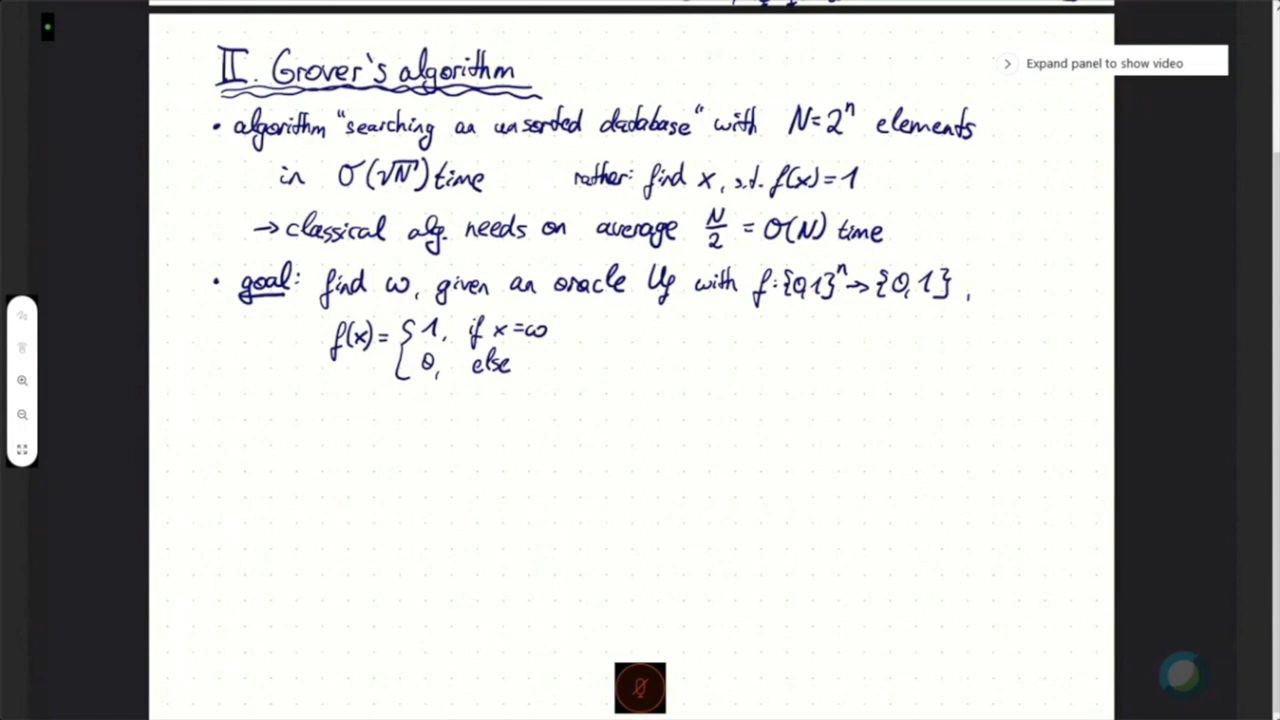 Expand panel to show video
II. Grover's algorithm
• algorithm "searching an unsorted database" with N=2ⁿ elements
in O(√N) time rather: find x, s.t. f(x)=1
→ classical alg. needs on average N/2 = O(N) time
• goal: find ω, given an oracle Uf with f:{0,1}ⁿ→{0,1},
f(x)= { 1, if x=ω
0, else